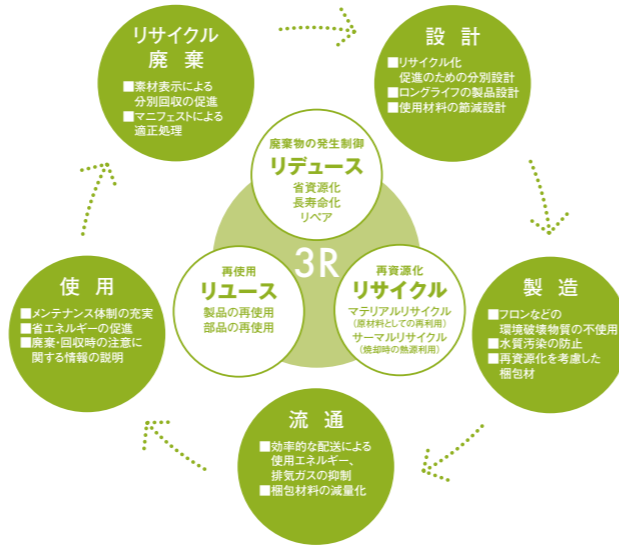 リサイクル
廃棄
■素材表示による
分別回収の促進
■マニフェストによる
適正処理
設計
■リサイクル化
促進のための分別設計
■ロングライフの製品設計
■使用材料の節減設計
廃棄物の発生制御
リデュース
省資源化
長寿命化
リペア
3R
再使用
リユース
製品の再使用
部品の再使用
再資源化
リサイクル
マテリアルリサイクル
(原材料としての再利用)
サーマルリサイクル
(焼却時の熱源利用)
使用
■メンテナンス体制の充実
■省エネルギーの促進
■廃棄・回収時の注意に
関する情報の説明
製造
■フロンなどの
環境破壊物質の不使用
■水質汚染の防止
■再資源化を考慮した
梱包材
流通
■効率的な配送による
使用エネルギー、
排気ガスの抑制
■梱包材料の減量化